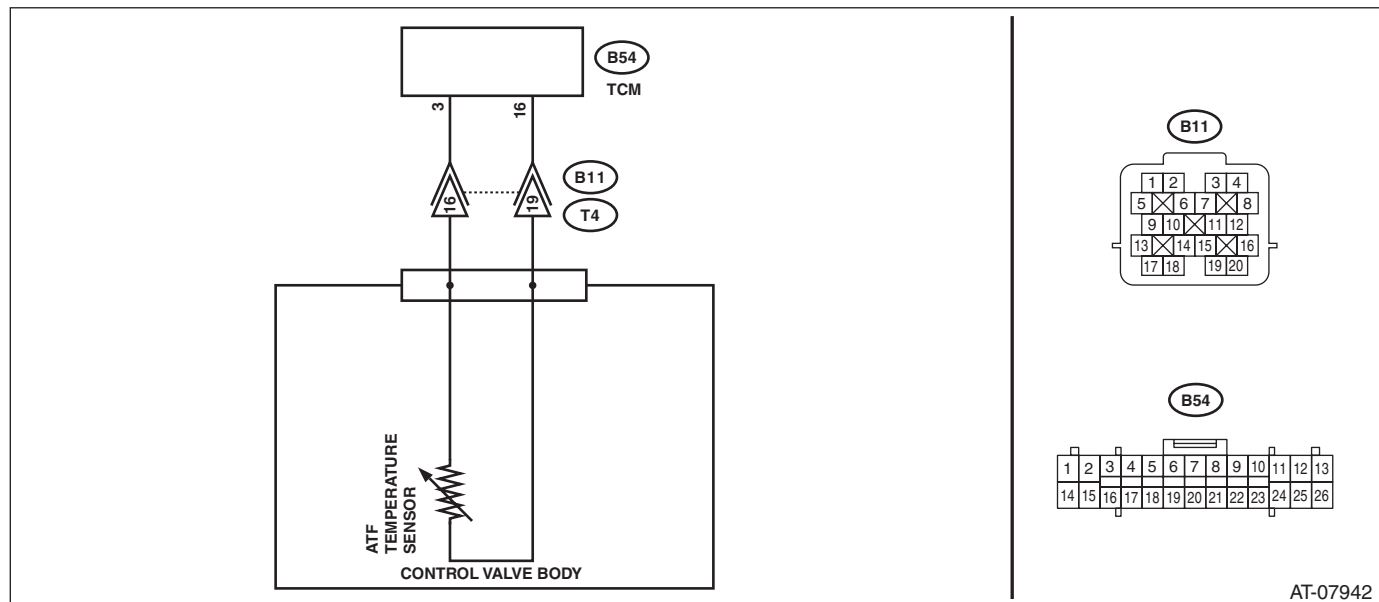 B54
TCM
3
16
B11
T4
16
19
ATF
TEMPERATURE
SENSOR
CONTROL VALVE BODY
B11
1 2 3 4
5 6 7 8
9 10 11 12
13 14 15 16
17 18 19 20
B54
1 2 3 4 5 6 7 8 9 10 11 12 13
14 15 16 17 18 19 20 21 22 23 24 25 26
AT-07942